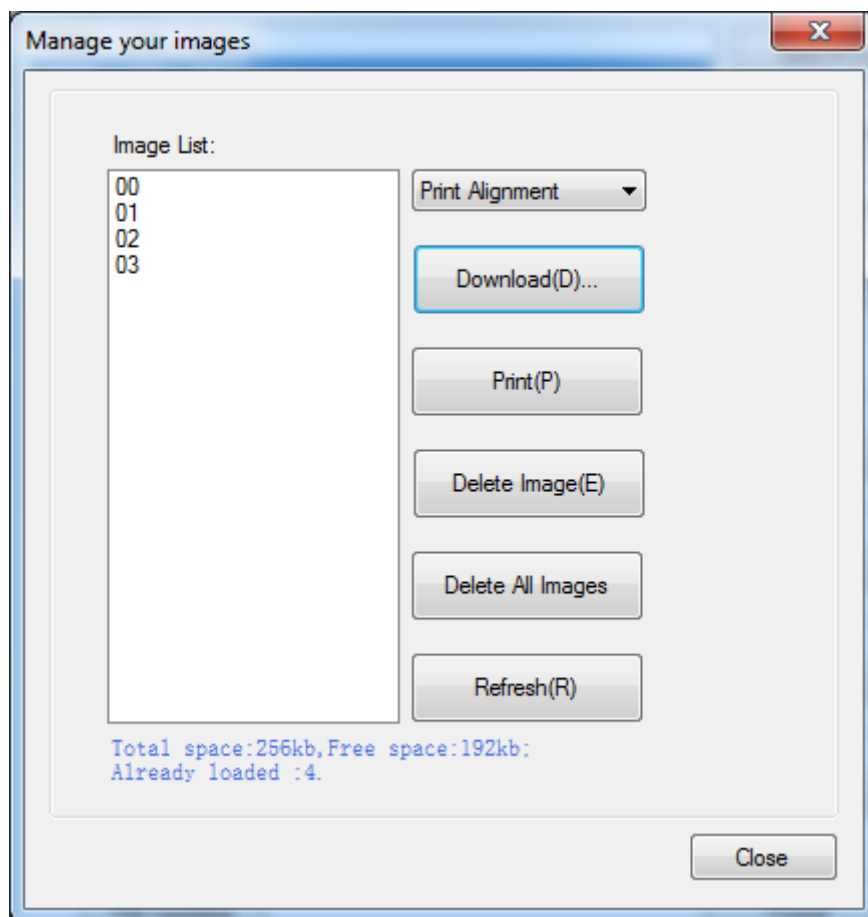 Manage your images
Image List:
00
01
02
03
Print Alignment
Download(D)...
Print(P)
Delete Image(E)
Delete All Images
Refresh(R)
Total space:256kb,Free space:192kb;
Already loaded :4.
Close